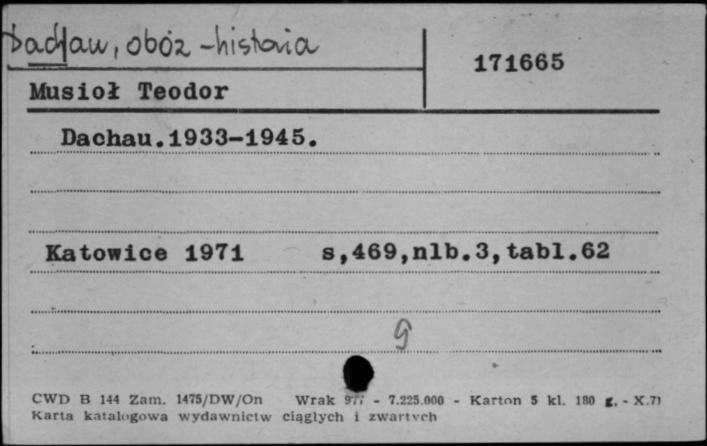 Dachau, obóz - historia
171665
Musioł Teodor
Dachau.1933-1945.
Katowice 1971 s,469,nlb.3,tabl.62
g
CWD B 144 Zam. 1475/DW/On Wrak 977 - 7.225.000 - Karton 5 kl. 180 g. - X.71
Karta katalogowa wydawnictw ciągłych i zwartych